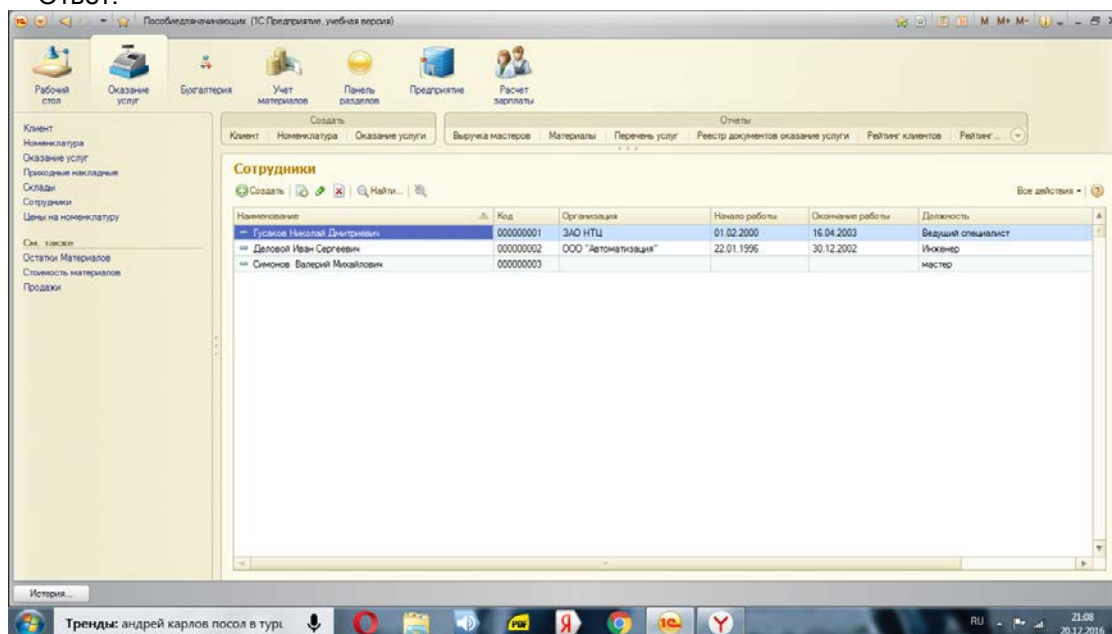 Ответ:
Пособиедляначинающих (1С:Предприятие, учебная версия)
M M+ M-
Рабочий стол
Оказание услуг
Бухгалтерия
Учет материалов
Панель разделов
Предприятие
Расчет зарплаты
Клиент
Номенклатура
Оказание услуг
Приходные накладные
Склады
Сотрудники
Цены на номенклатуру
См. также
Остатки Материалов
Стоимость материалов
Продажи
Создать
Клиент Номенклатура Оказание услуги
Отчеты
Выручка мастеров Материалы Перечень услуг Реестр документов оказание услуги Рейтинг клиентов Рейтинг...
Сотрудники
Создать Найти... Все действия
Наименование Код Организация Начало работы Окончание работы Должность
Гусаков Николай Дмитриевич 000000001 ЗАО НТЦ 01.02.2000 16.04.2003 Ведущий специалист
Деловой Иван Сергеевич 000000002 ООО "Автоматизация" 22.01.1996 30.12.2002 Инженер
Симонов Валерий Михайлович 000000003 мастер
История...
Тренды: андрей карлов посол в турц
PDF
Я
1С
Y
RU
21:08
20.12.2016